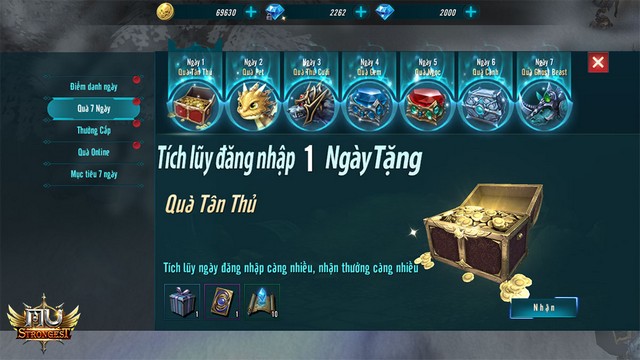 69630
2262
2000
Ngày 1
Quà Tân Thủ
Ngày 2
Quà Pet
Ngày 3
Quà Thú Cưỡi
Ngày 4
Quà Gem
Ngày 5
Quà Ngọc
Ngày 6
Quà Cánh
Ngày 7
Quà Ghost Beast
Điểm danh ngày
Quà 7 Ngày
Thưởng Cấp
Quà Online
Mục tiêu 7 ngày
Tích lũy đăng nhập 1 Ngày Tặng
Quà Tân Thủ
Tích lũy ngày đăng nhập càng nhiều, nhận thưởng càng nhiều
1
1
10
Nhận
MU
STRONGEST